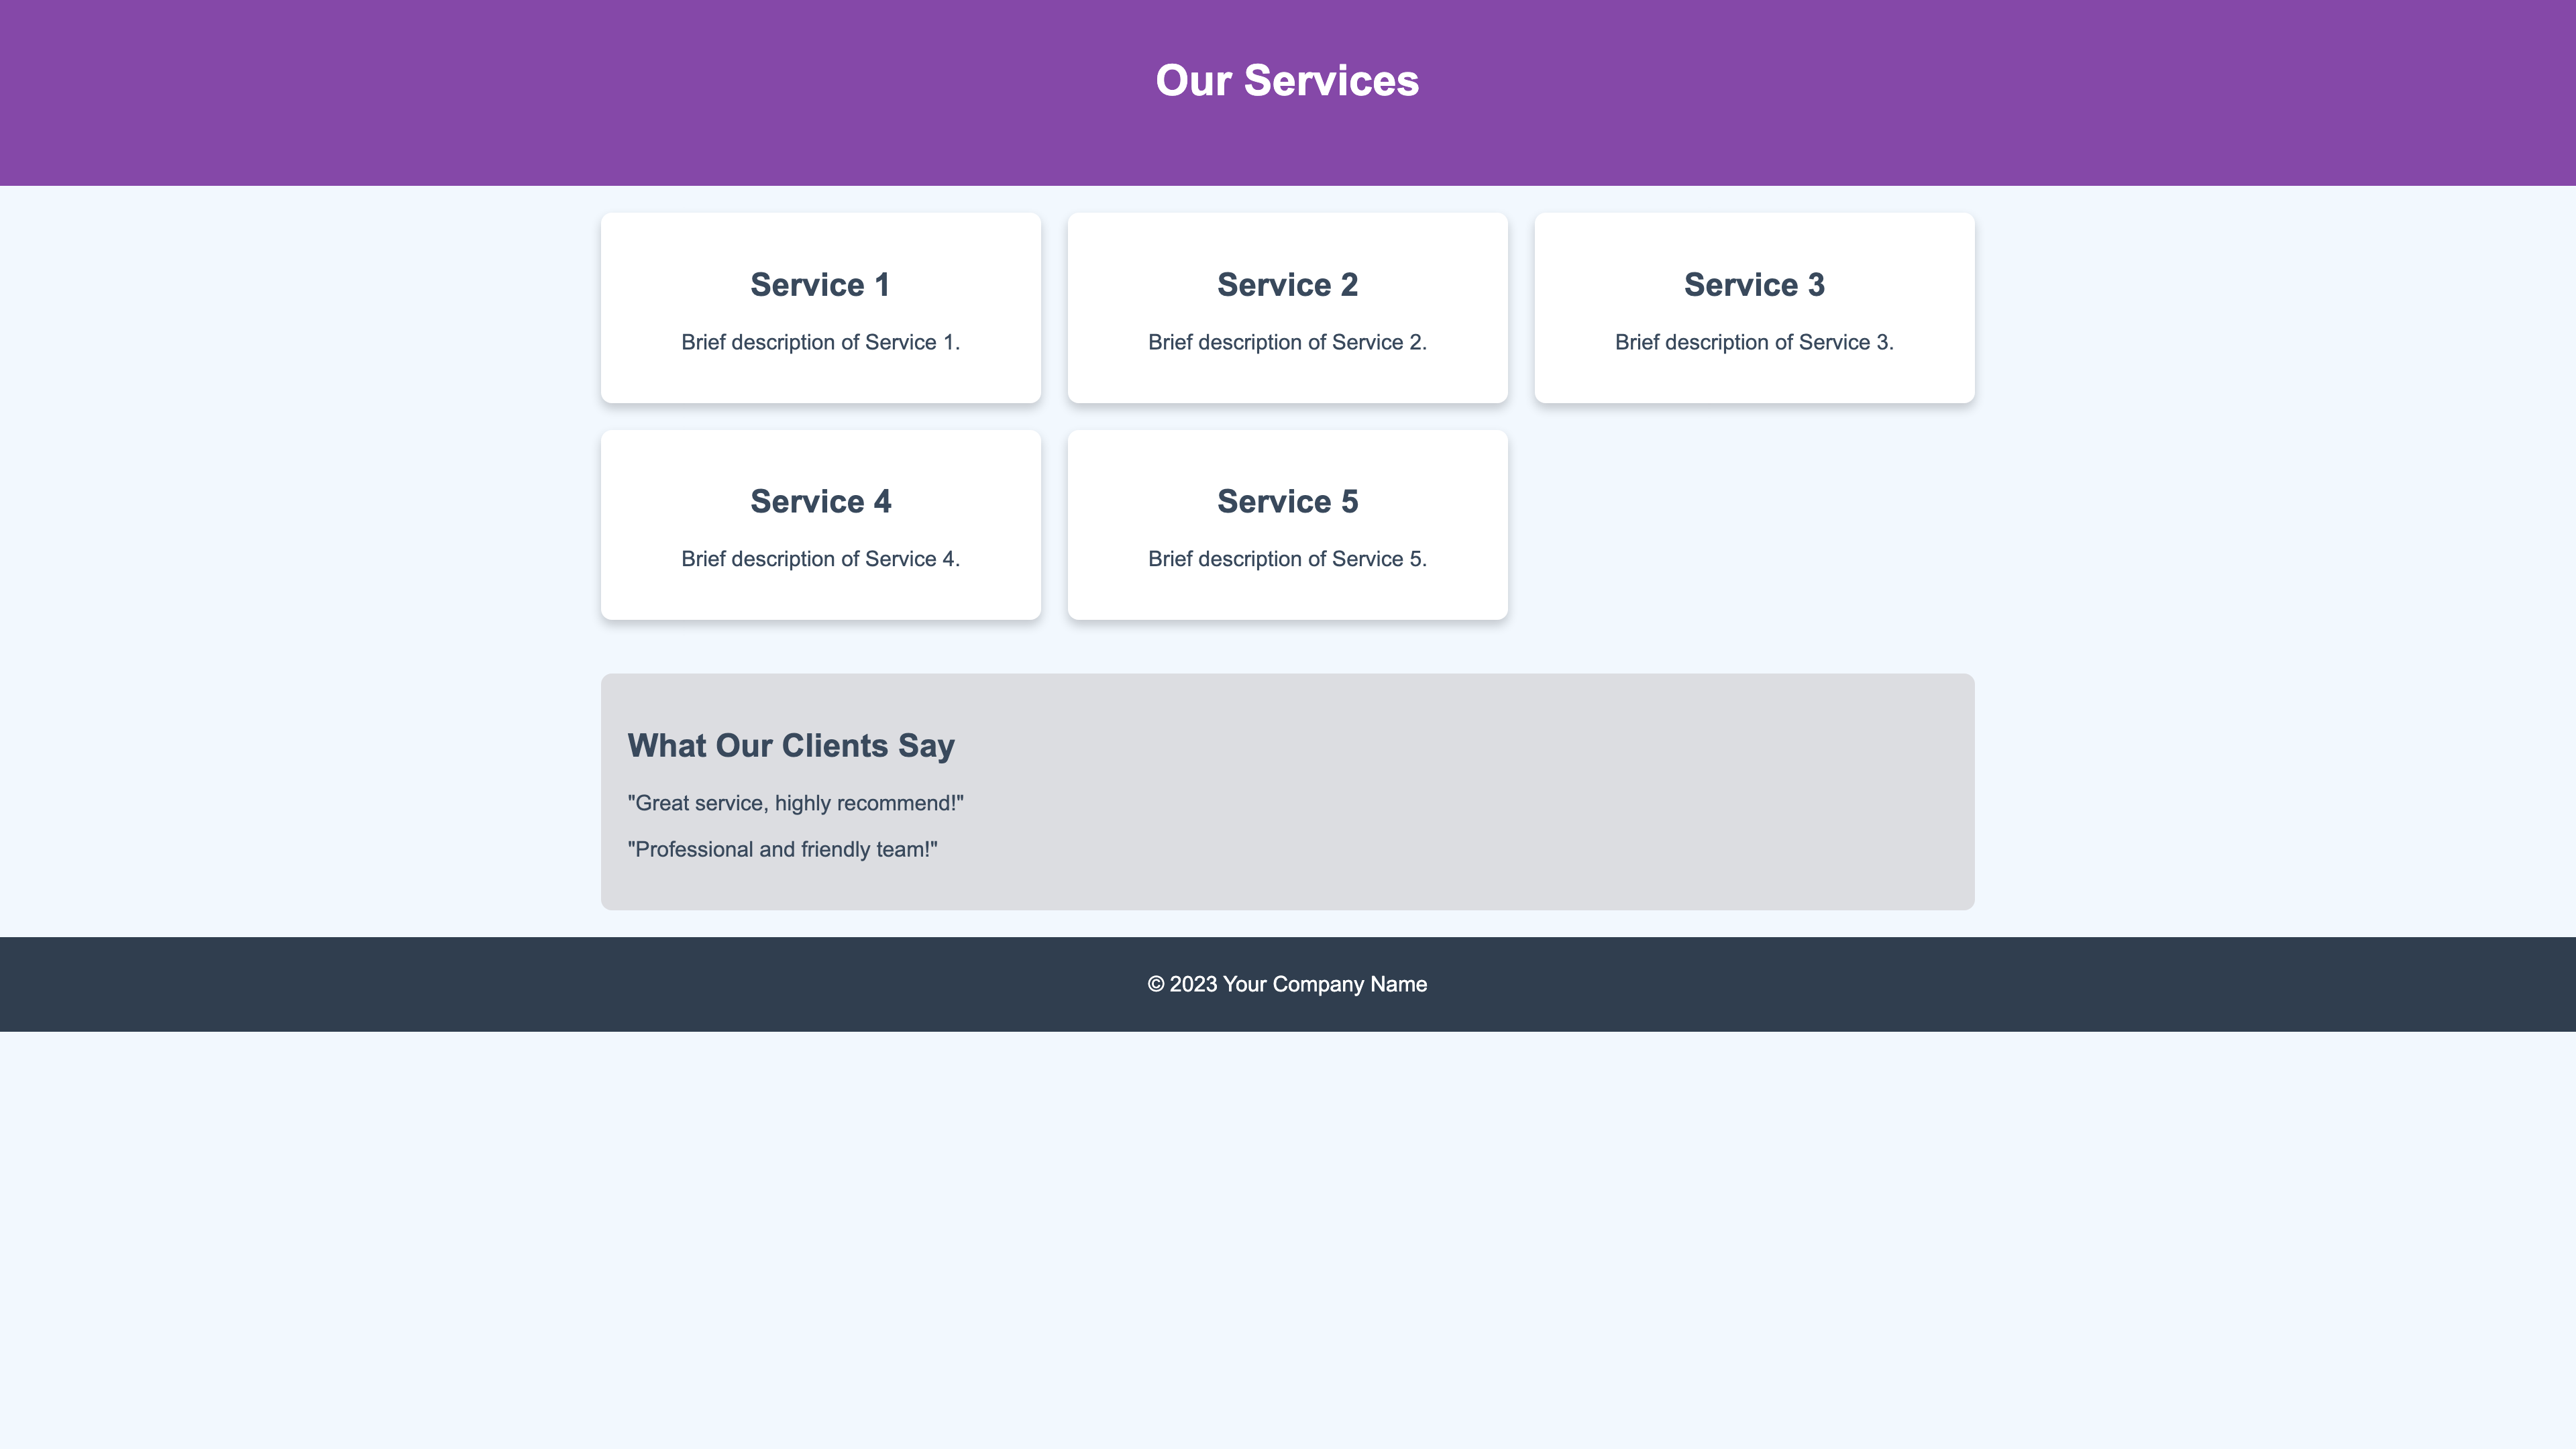 Our Services
Service 1
Brief description of Service 1.
Service 2
Brief description of Service 2.
Service 3
Brief description of Service 3.
Service 4
Brief description of Service 4.
Service 5
Brief description of Service 5.
What Our Clients Say
"Great service, highly recommend!"
"Professional and friendly team!"
© 2023 Your Company Name